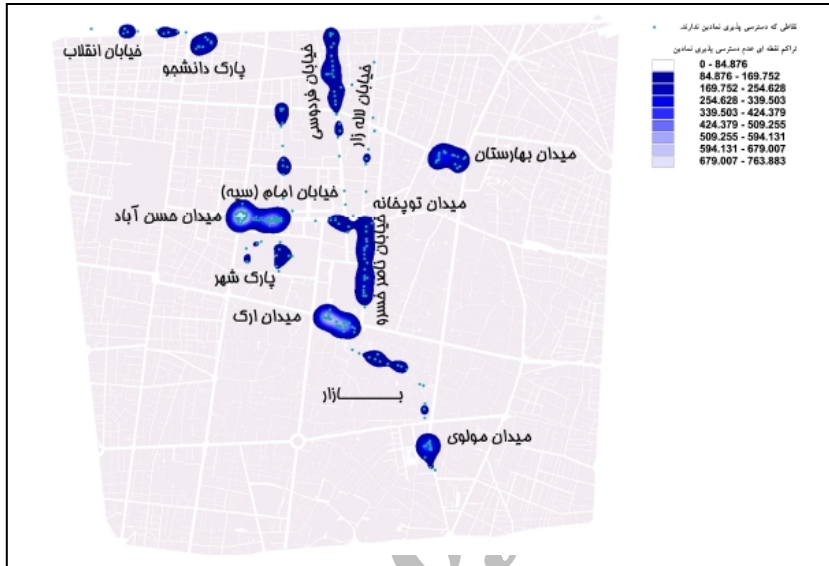 نقاطی که دسترسی پذیری نمادین ندارند.
تراکم نقطه ای عدم دسترسی پذیری نمادین
0 - 84.876
84.876 - 169.752
169.752 - 254.628
254.628 - 339.503
339.503 - 424.379
424.379 - 509.255
509.255 - 594.131
594.131 - 679.007
679.007 - 763.883
خیابان انقلاب
پارک دانشجو
خیابان فردوسی
خیابان لاله زار
میدان بهارستان
خیابان امام (سپه)
میدان توپخانه
میدان حسن آباد
خیابان ناصر خسرو
پارک شهر
میدان ارک
بـــــازار
میدان مولوی